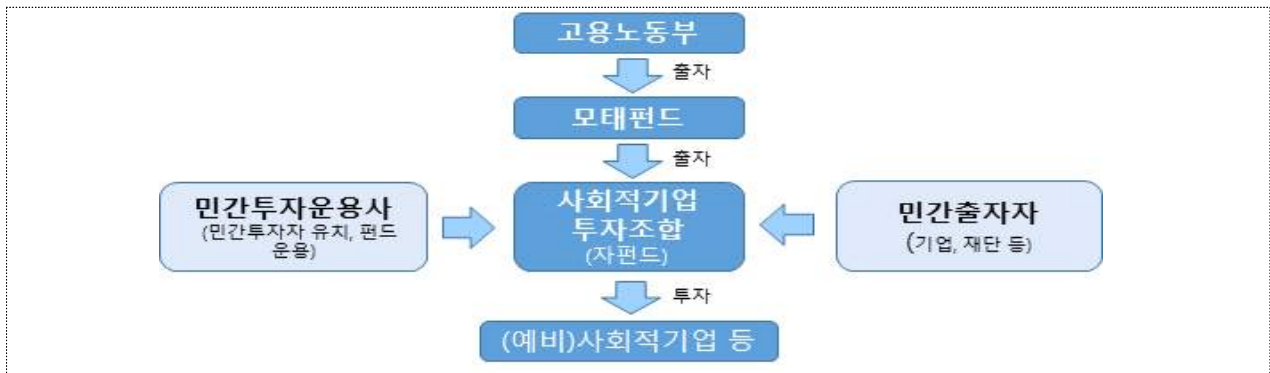 고용노동부
출자
모태펀드
출자
민간투자운용사
(민간투자자 유치, 펀드
운용)
사회적기업
투자조합
(자펀드)
민간출자자
(기업, 재단 등)
투자
(예비)사회적기업 등